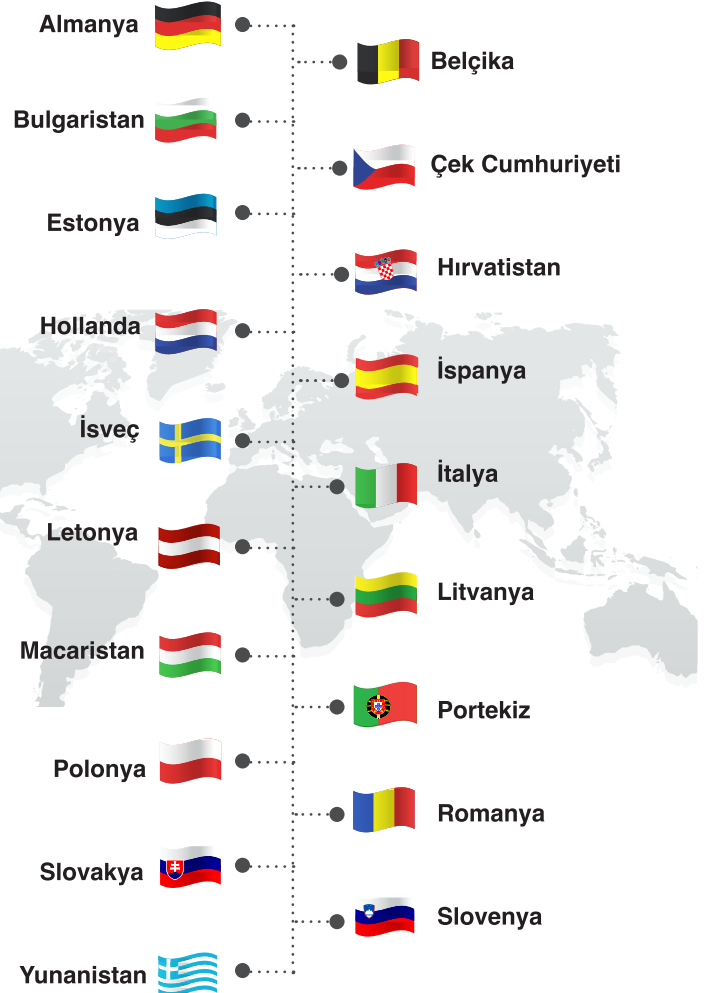 Almanya
Belçika
Bulgaristan
Çek Cumhuriyeti
Estonya
Hırvatistan
Hollanda
İspanya
İsveç
İtalya
Letonya
Litvanya
Macaristan
Portekiz
Polonya
Romanya
Slovakya
Slovenya
Yunanistan